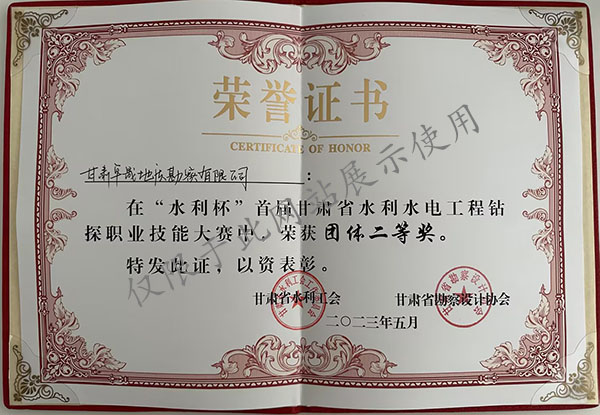 荣誉证书
CERTIFICATE OF HONOR
甘肃阜晟地质勘察有限公司：
在“水利杯”首届甘肃省水利水电工程钻
探职业技能大赛中，荣获团体二等奖。
特发此证，以资表彰。
甘肃省水利工会 甘肃省勘察设计协会
二〇二三年五月
仅限于此网站展示使用